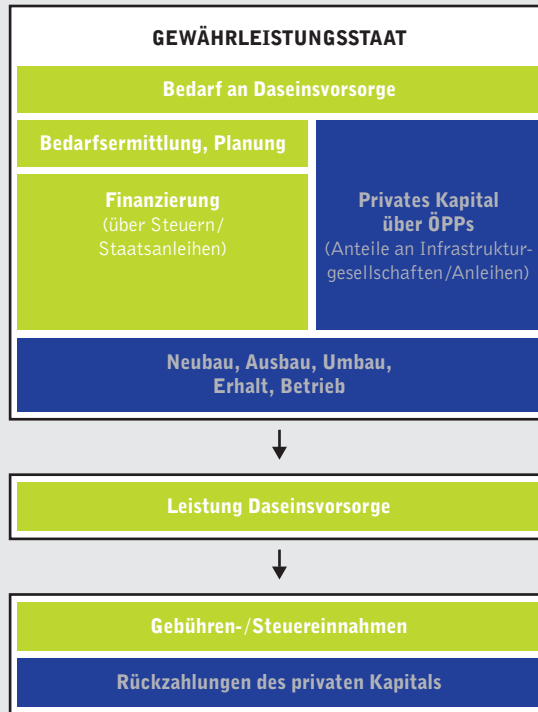 GEWÄHRLEISTUNGSSTAAT
Bedarf an Daseinsvorsorge
Bedarfsermittlung, Planung
Finanzierung
(über Steuern/
Staatsanleihen)
Privates Kapital
über ÖPPs
(Anteile an Infrastruktur-
gesellschaften/Anleihen)
Neubau, Ausbau, Umbau,
Erhalt, Betrieb
Leistung Daseinsvorsorge
Gebühren-/Steuereinnahmen
Rückzahlungen des privaten Kapitals